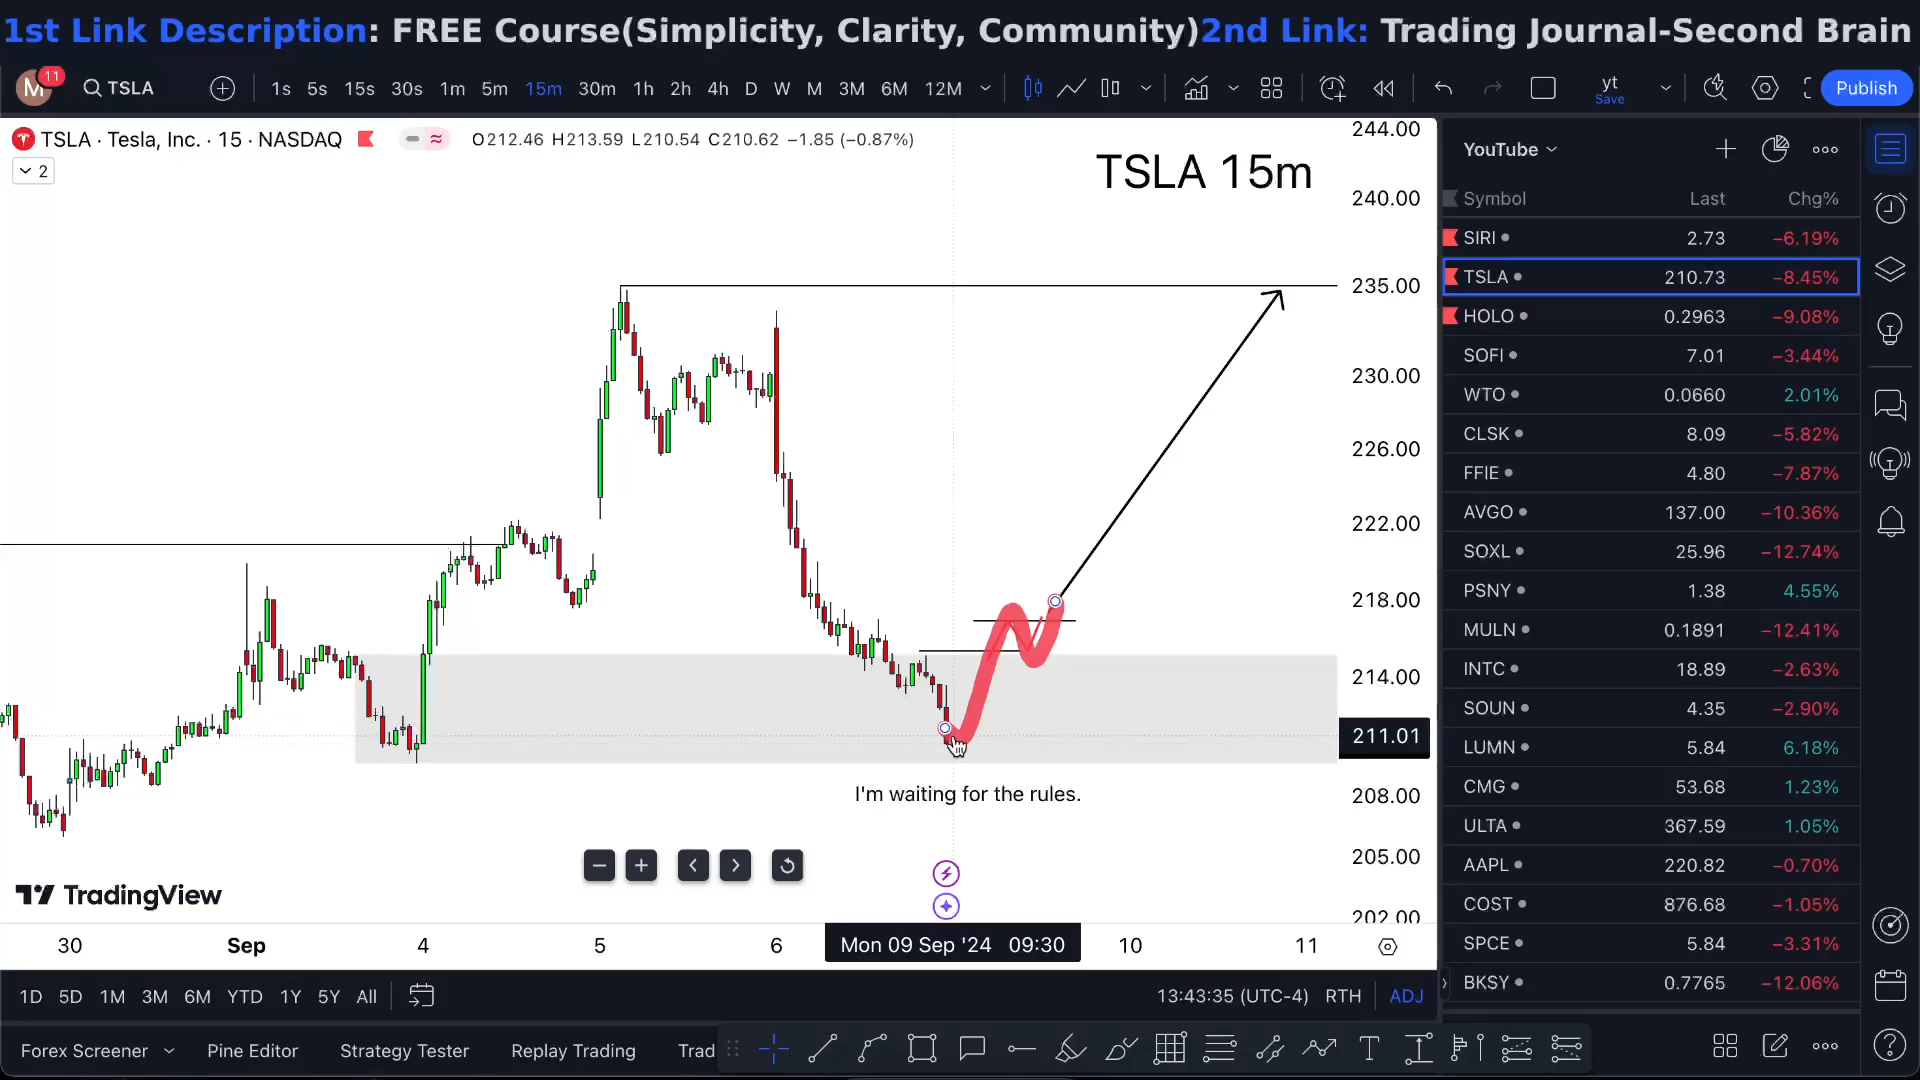 1st Link Description: FREE Course(Simplicity, Clarity, Community)2nd Link: Trading Journal-Second Brain
M 11 TSLA 1s 5s 15s 30s 1m 5m 15m 30m 1h 2h 4h D W M 3M 6M 12M yt Save Publish
TSLA · Tesla, Inc. · 15 · NASDAQ O212.46 H213.59 L210.54 C210.62 −1.85 (−0.87%)
2
TSLA 15m
244.00
240.00
235.00
230.00
226.00
222.00
218.00
214.00
211.01
208.00
205.00
202.00
I'm waiting for the rules.
TradingView
30 Sep 4 5 6 Mon 09 Sep '24 09:30 10 11
1D 5D 1M 3M 6M YTD 1Y 5Y All 13:43:35 (UTC-4) RTH ADJ
Forex Screener Pine Editor Strategy Tester Replay Trading Trad
YouTube
Symbol Last Chg%
SIRI 2.73 −6.19%
TSLA 210.73 −8.45%
HOLO 0.2963 −9.08%
SOFI 7.01 −3.44%
WTO 0.0660 2.01%
CLSK 8.09 −5.82%
FFIE 4.80 −7.87%
AVGO 137.00 −10.36%
SOXL 25.96 −12.74%
PSNY 1.38 4.55%
MULN 0.1891 −12.41%
INTC 18.89 −2.63%
SOUN 4.35 −2.90%
LUMN 5.84 6.18%
CMG 53.68 1.23%
ULTA 367.59 1.05%
AAPL 220.82 −0.70%
COST 876.68 −1.05%
SPCE 5.84 −3.31%
BKSY 0.7765 −12.06%